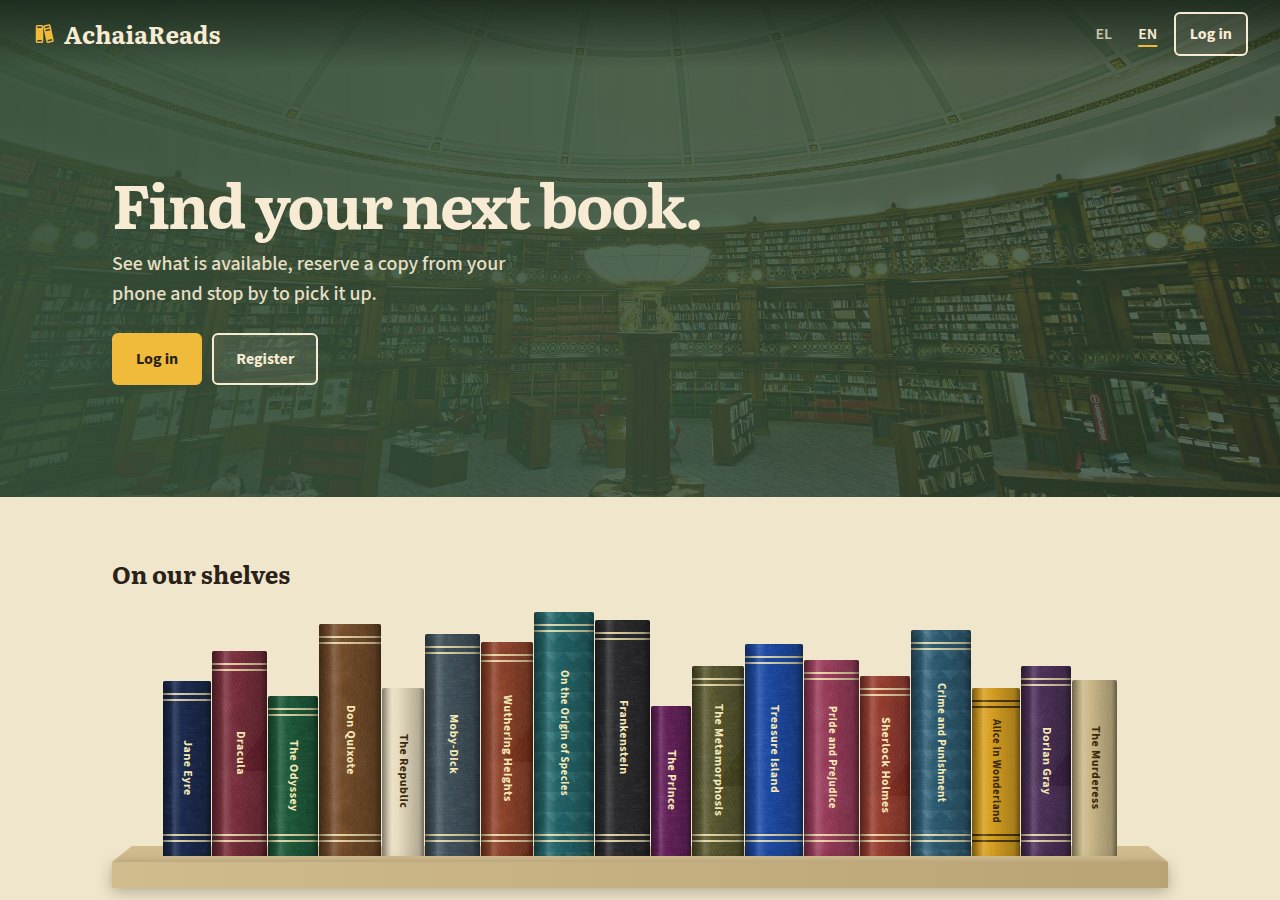 AchaiaReads
EL
EN
Log in
Find your next book.
See what is available, reserve a copy from your
phone and stop by to pick it up.
Log in
Register
On our shelves
Jane Eyre
Dracula
The Odyssey
Don Quixote
The Republic
Moby-Dick
Wuthering Heights
On the Origin of Species
Frankenstein
The Prince
The Metamorphosis
Treasure Island
Pride and Prejudice
Sherlock Holmes
Crime and Punishment
Alice in Wonderland
Dorian Gray
The Murderess